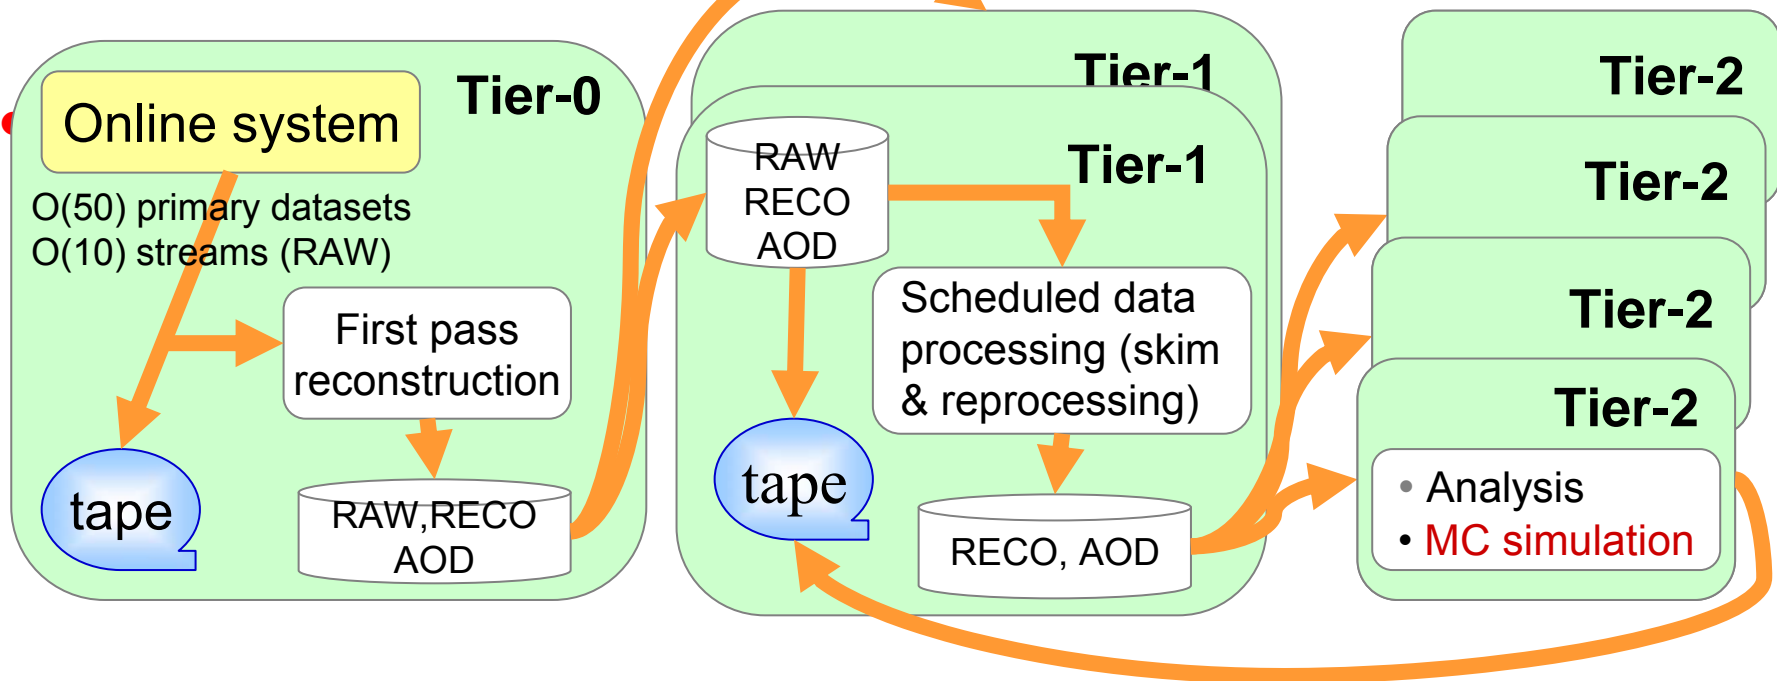 Tier-0
Online system
O(50) primary datasets
O(10) streams (RAW)
First pass
reconstruction
tape
RAW,RECO
AOD
Tier-1
Tier-1
RAW
RECO
AOD
Scheduled data
processing (skim
& reprocessing)
tape
RECO, AOD
Tier-2
Tier-2
Tier-2
Tier-2
• Analysis
• MC simulation